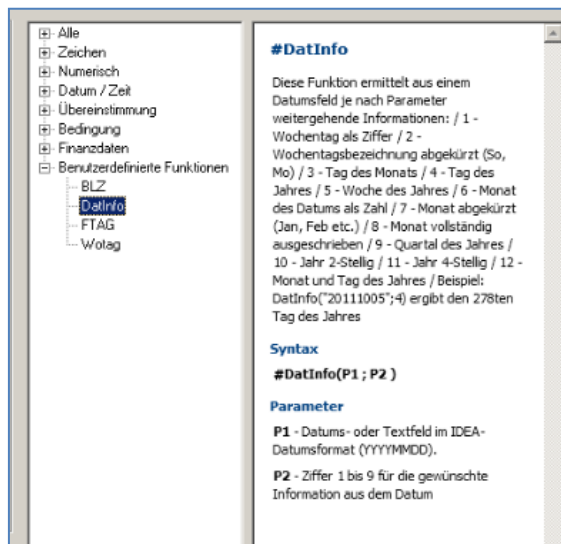 Alle
Zeichen
Numerisch
Datum / Zeit
Übereinstimmung
Bedingung
Finanzdaten
Benutzerdefinierte Funktionen
BLZ
DatInfo
FTAG
Wotag
#DatInfo
Diese Funktion ermittelt aus einem
Datumsfeld je nach Parameter
weitergehende Informationen: / 1 -
Wochentag als Ziffer / 2 -
Wochentagsbezeichnung abgekürzt (So,
Mo) / 3 - Tag des Monats / 4 - Tag des
Jahres / 5 - Woche des Jahres / 6 - Monat
des Datums als Zahl / 7 - Monat abgekürzt
(Jan, Feb etc.) / 8 - Monat vollständig
ausgeschrieben / 9 - Quartal des Jahres /
10 - Jahr 2-Stellig / 11 - Jahr 4-Stellig / 12 -
Monat und Tag des Jahres / Beispiel:
DatInfo("20111005";4) ergibt den 278ten
Tag des Jahres
Syntax
#DatInfo(P1 ; P2 )
Parameter
P1 - Datums- oder Textfeld im IDEA-
Datumsformat (YYYYMMDD).
P2 - Ziffer 1 bis 9 für die gewünschte
Information aus dem Datum